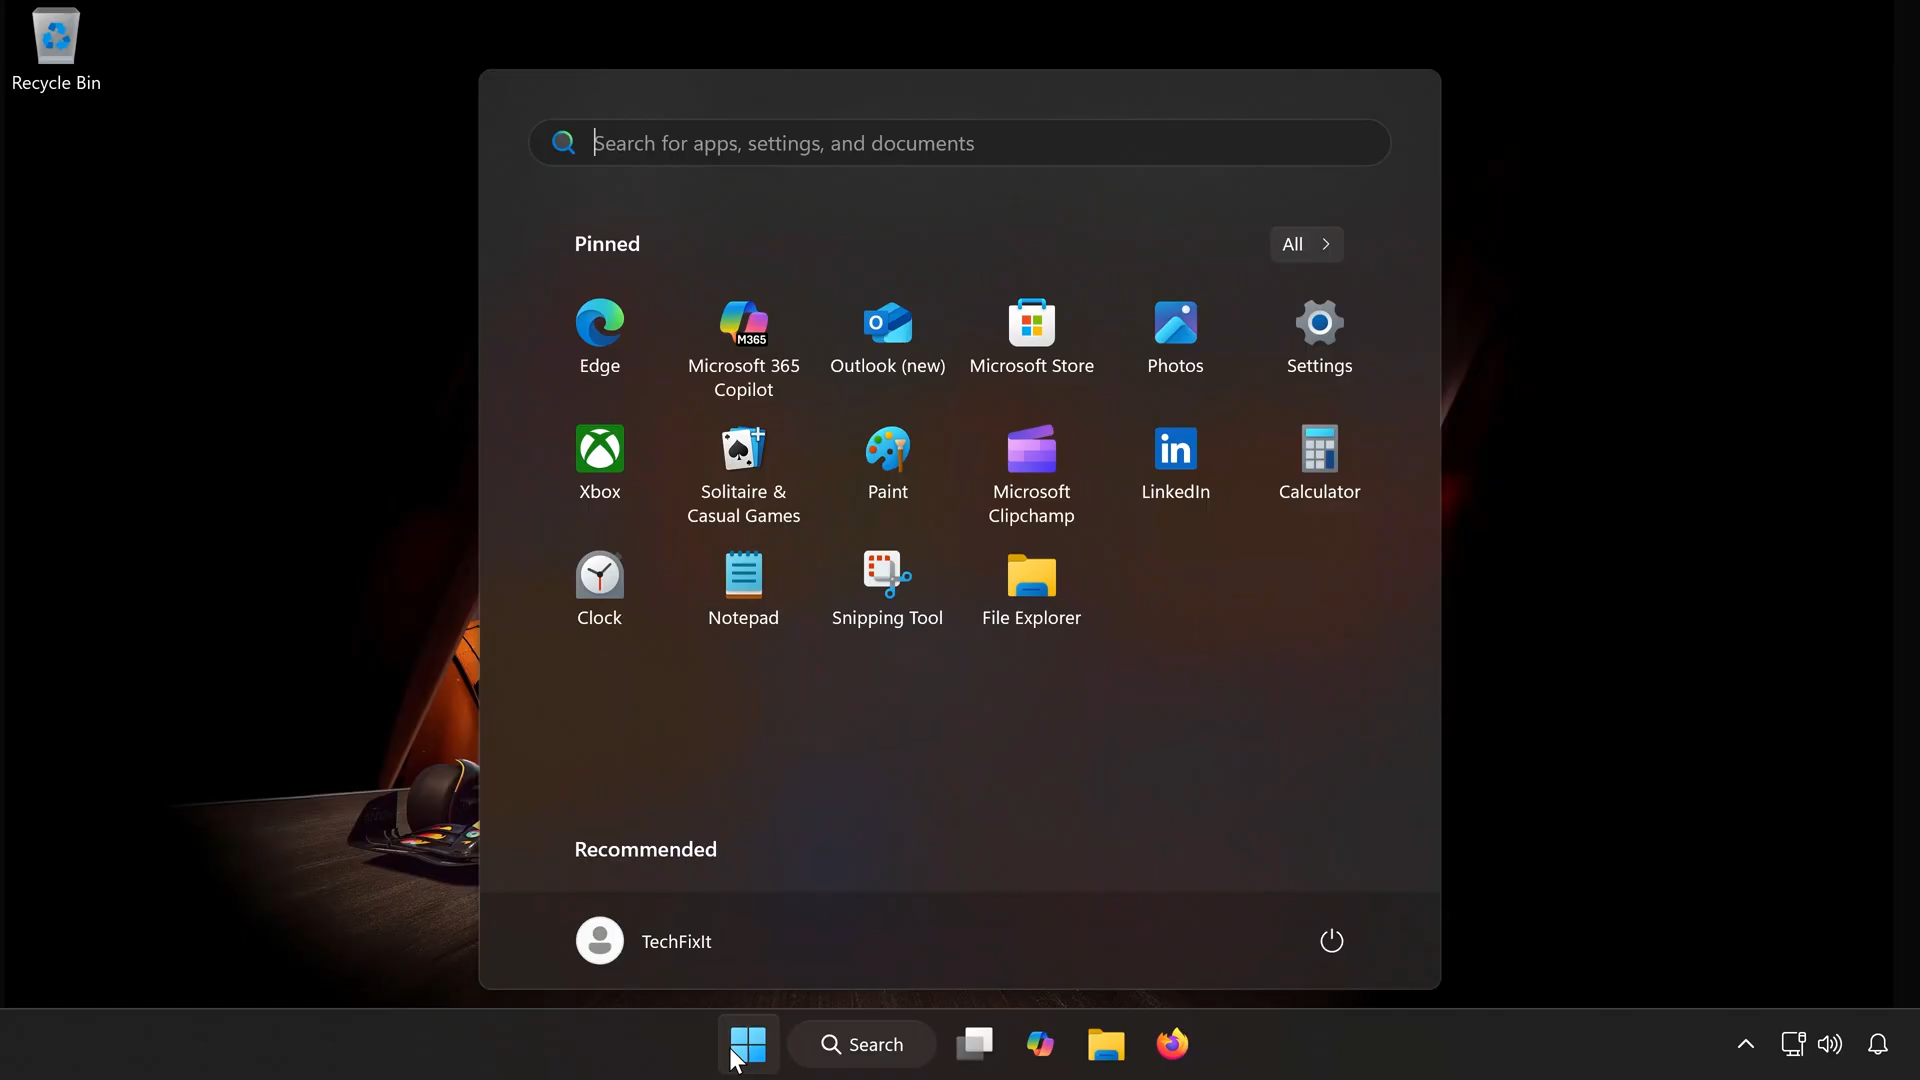 Recycle Bin
Search for apps, settings, and documents
Pinned
All
Edge
Microsoft 365
Copilot
M365
Outlook (new)
O
Microsoft Store
Photos
Settings
Xbox
Solitaire &
Casual Games
Paint
Microsoft
Clipchamp
in
LinkedIn
Calculator
Clock
Notepad
Snipping Tool
File Explorer
Recommended
TechFixIt
Search